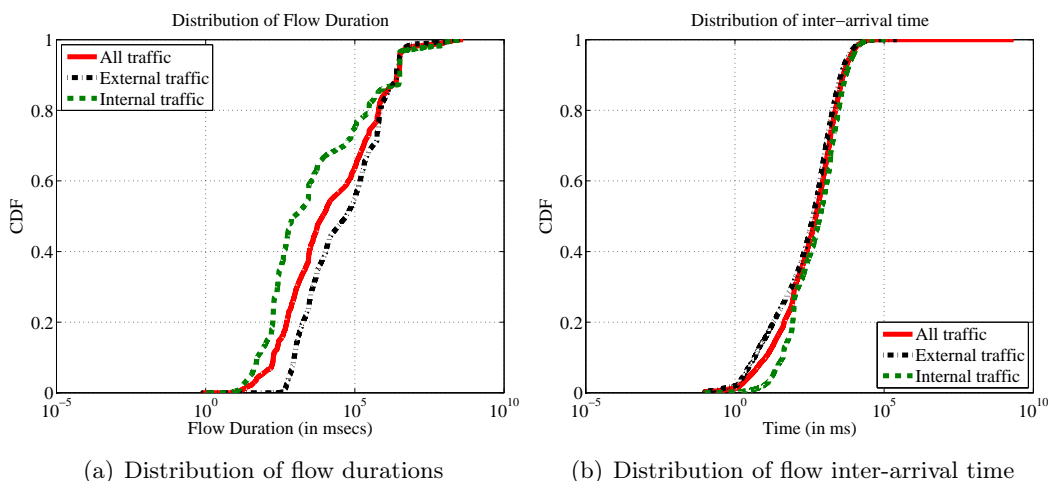 Distribution of Flow Duration
1
0.8
0.6
0.4
0.2
0
CDF
All traffic
External traffic
Internal traffic
10^−5
10^0
10^5
10^10
Flow Duration (in msecs)
(a) Distribution of flow durations
Distribution of inter−arrival time
1
0.8
0.6
0.4
0.2
0
CDF
All traffic
External traffic
Internal traffic
10^−5
10^0
10^5
10^10
Time (in ms)
(b) Distribution of flow inter-arrival time